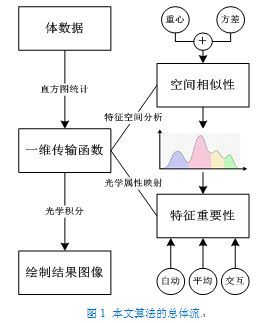 体数据
直方图统计
一维传输函数
光学积分
绘制结果图像
重心
方差
+
空间相似性
特征空间分析
光学属性映射
特征重要性
自动
平均
交互
图 1 本文算法的总体流